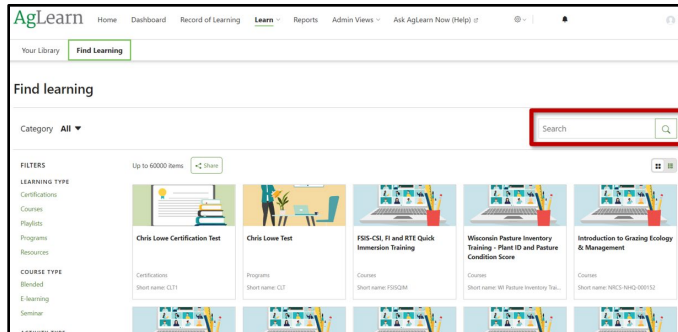 AgLearn Home Dashboard Record of Learning Learn Reports Admin Views Ask AgLearn Now (Help)
Your Library Find Learning
Find learning
Category All
Search
FILTERS
Up to 60000 items Share
LEARNING TYPE
Certifications
Courses
Playlists
Programs
Resources
COURSE TYPE
Blended
E-learning
Seminar
Chris Lowe Certification Test
Certifications
Short name: CLT1
Chris Lowe Test
Programs
Short name: CLT
FSIS-CSI, FI and RTE Quick
Immersion Training
Courses
Short name: FSISQIM
Wisconsin Pasture Inventory
Training - Plant ID and Pasture
Condition Score
Courses
Short name: WI Pasture Inventory Trai...
Introduction to Grazing Ecology
& Management
Courses
Short name: NRCS-NHQ-000132